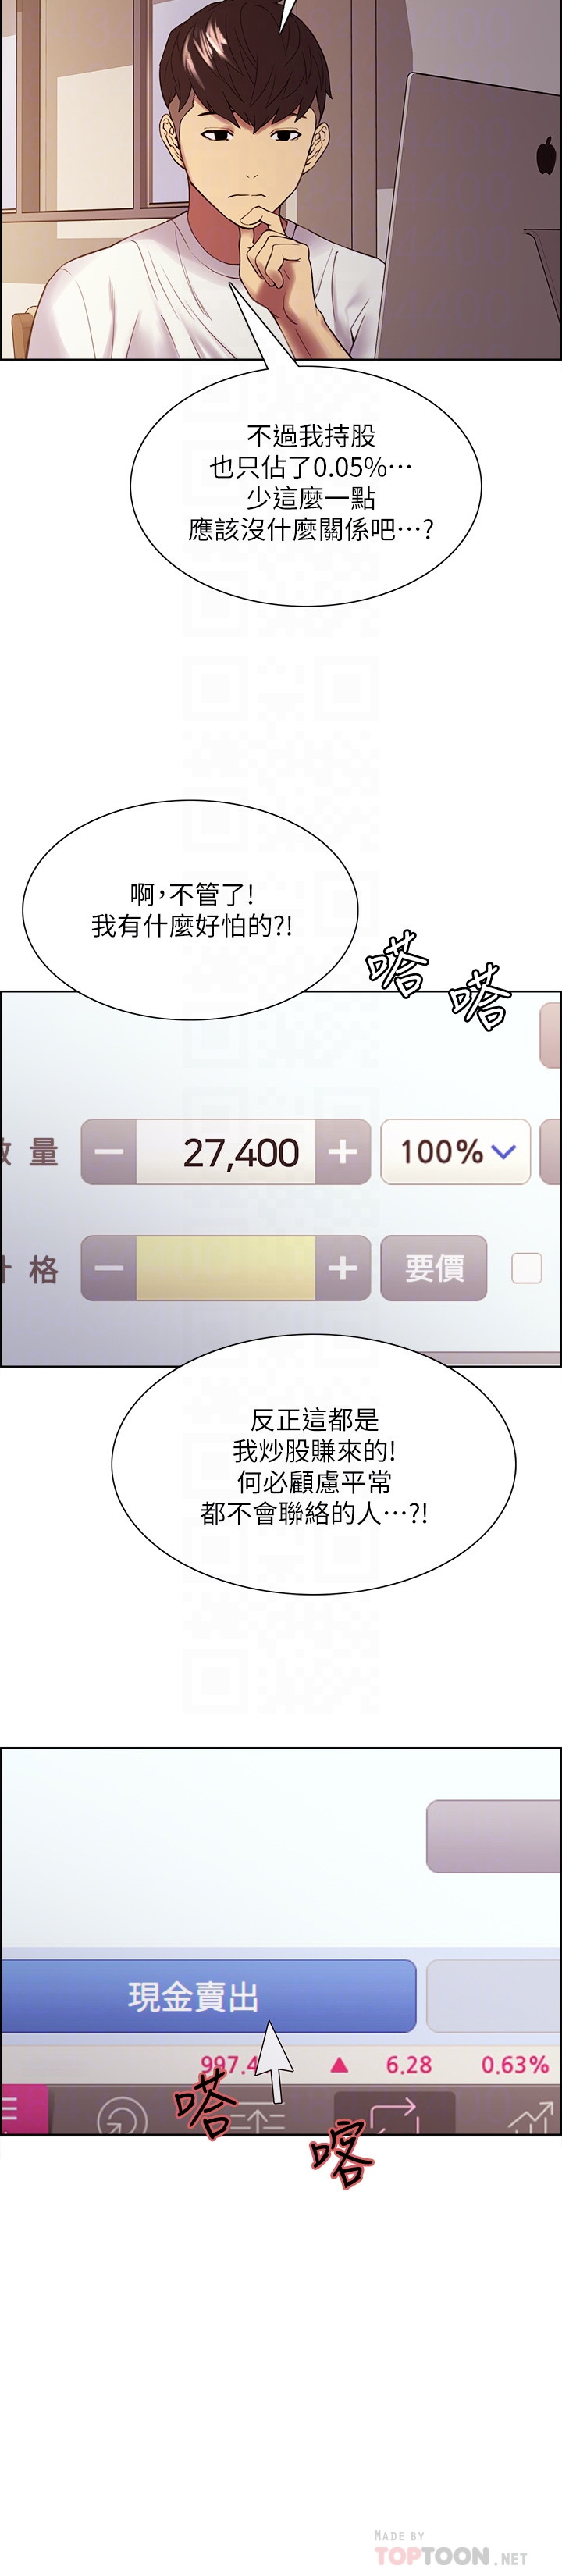 不過我持股
也只佔了0.05%…
少這麼一點
應該沒什麼關係吧…?
啊,不管了!
我有什麼好怕的?!
嗒 嗒
量 27,400 100%
格 要價
反正這都是
我炒股賺來的!
何必顧慮平常
都不會聯絡的人…?!
現金賣出
997.4 ▲ 6.28 0.63%
嗒
喀
MADE BY
TOPTOON.NET